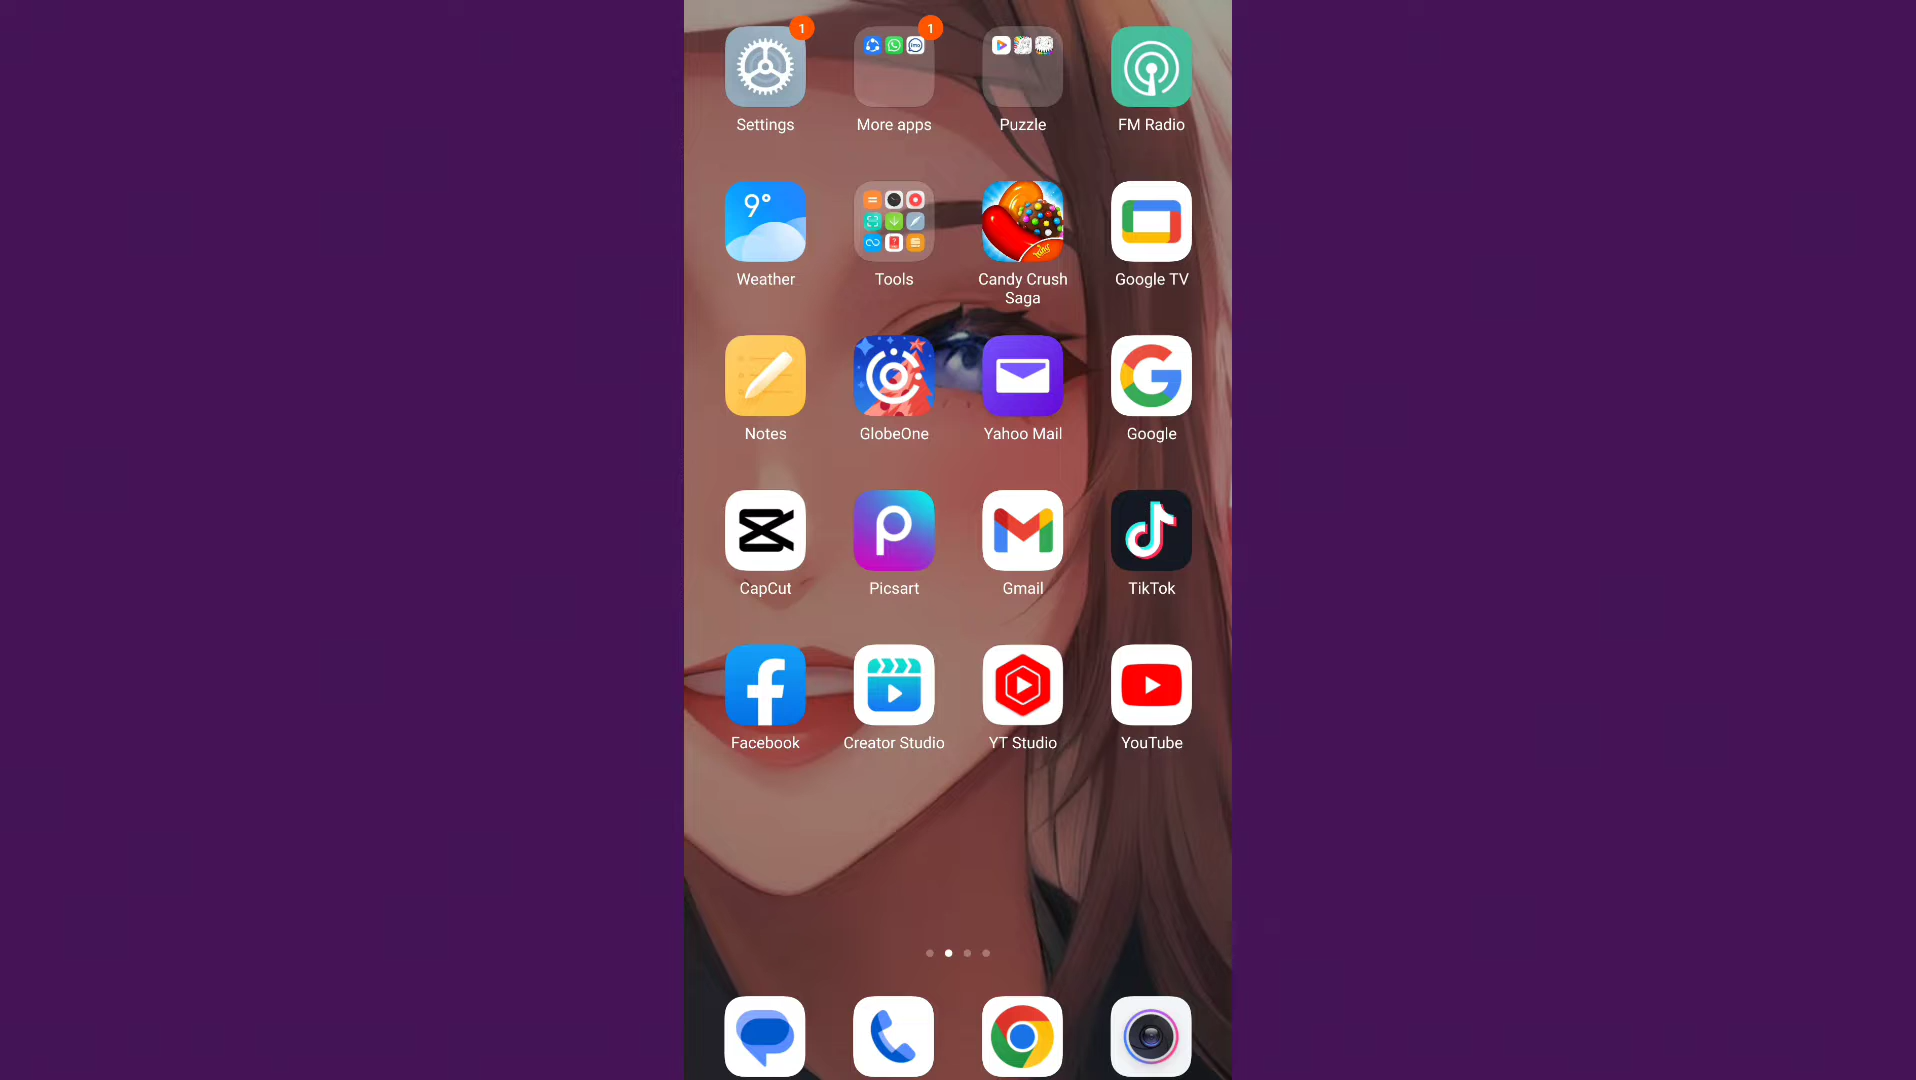 1
1
Settings
More apps
Puzzle
FM Radio
9°
Weather
Tools
Candy Crush
Saga
Google TV
Notes
GlobeOne
Yahoo Mail
Google
CapCut
Picsart
Gmail
TikTok
Facebook
Creator Studio
YT Studio
YouTube